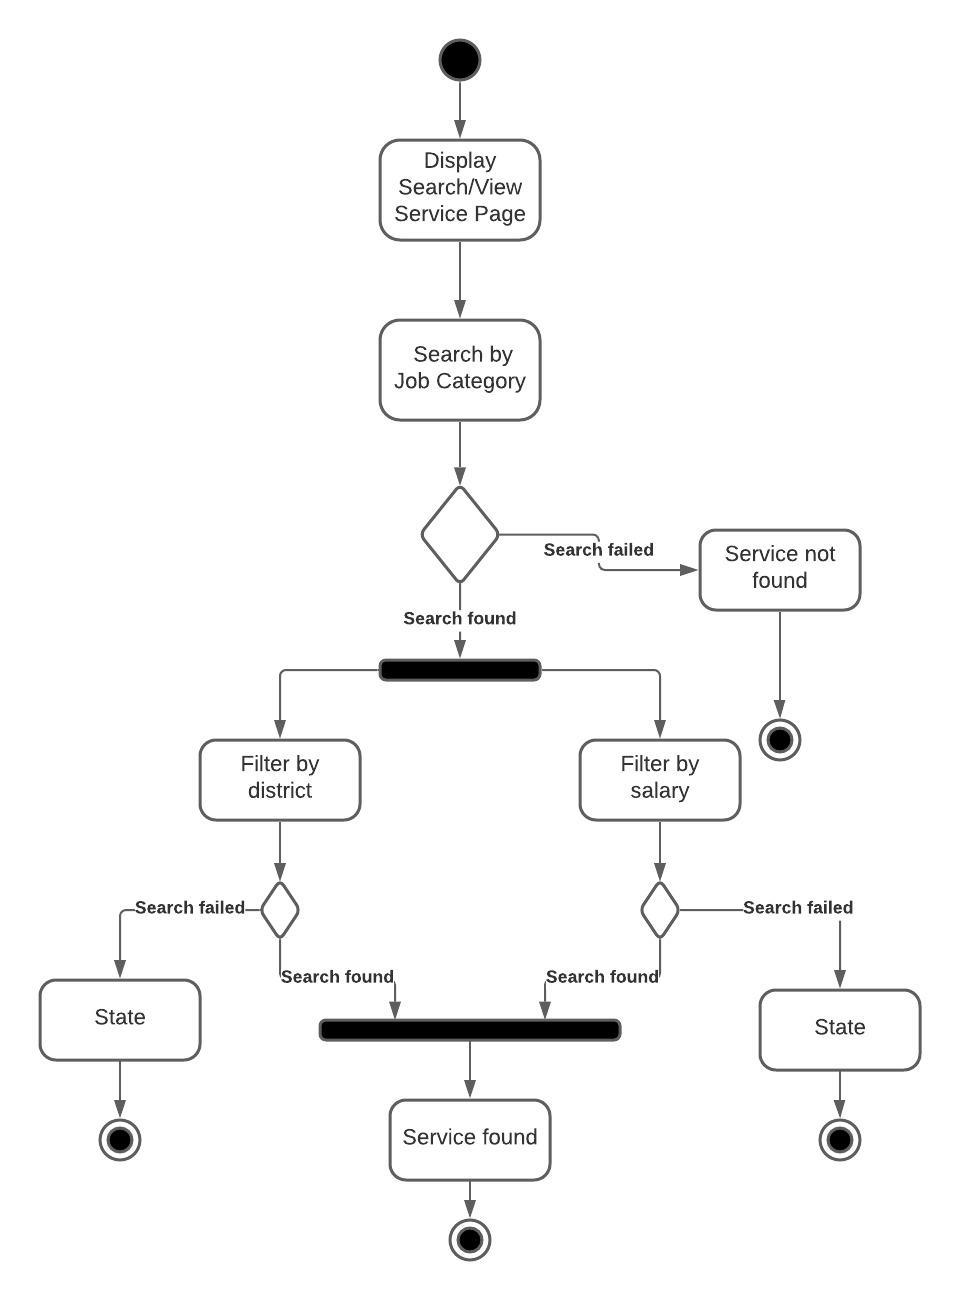 Display
Search/View
Service Page
Search by
Job Category
Search failed
Service not
found
Search found
Filter by
district
Filter by
salary
Search failed
Search failed
Search found
Search found
State
State
Service found